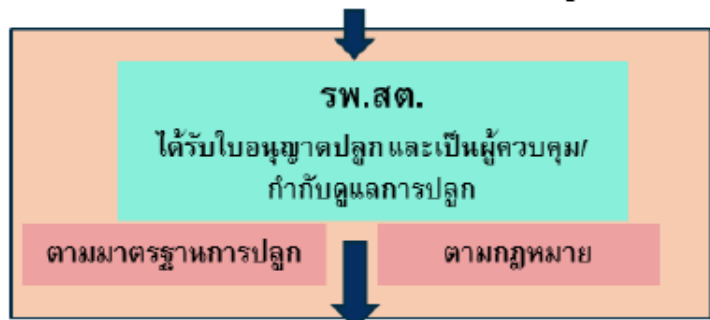 รพ.สต.
ได้รับใบอนุญาตปลูก และเป็นผู้ควบคุม/
กำกับดูแลการปลูก
ตามมาตรฐานการปลูก
ตามกฎหมาย